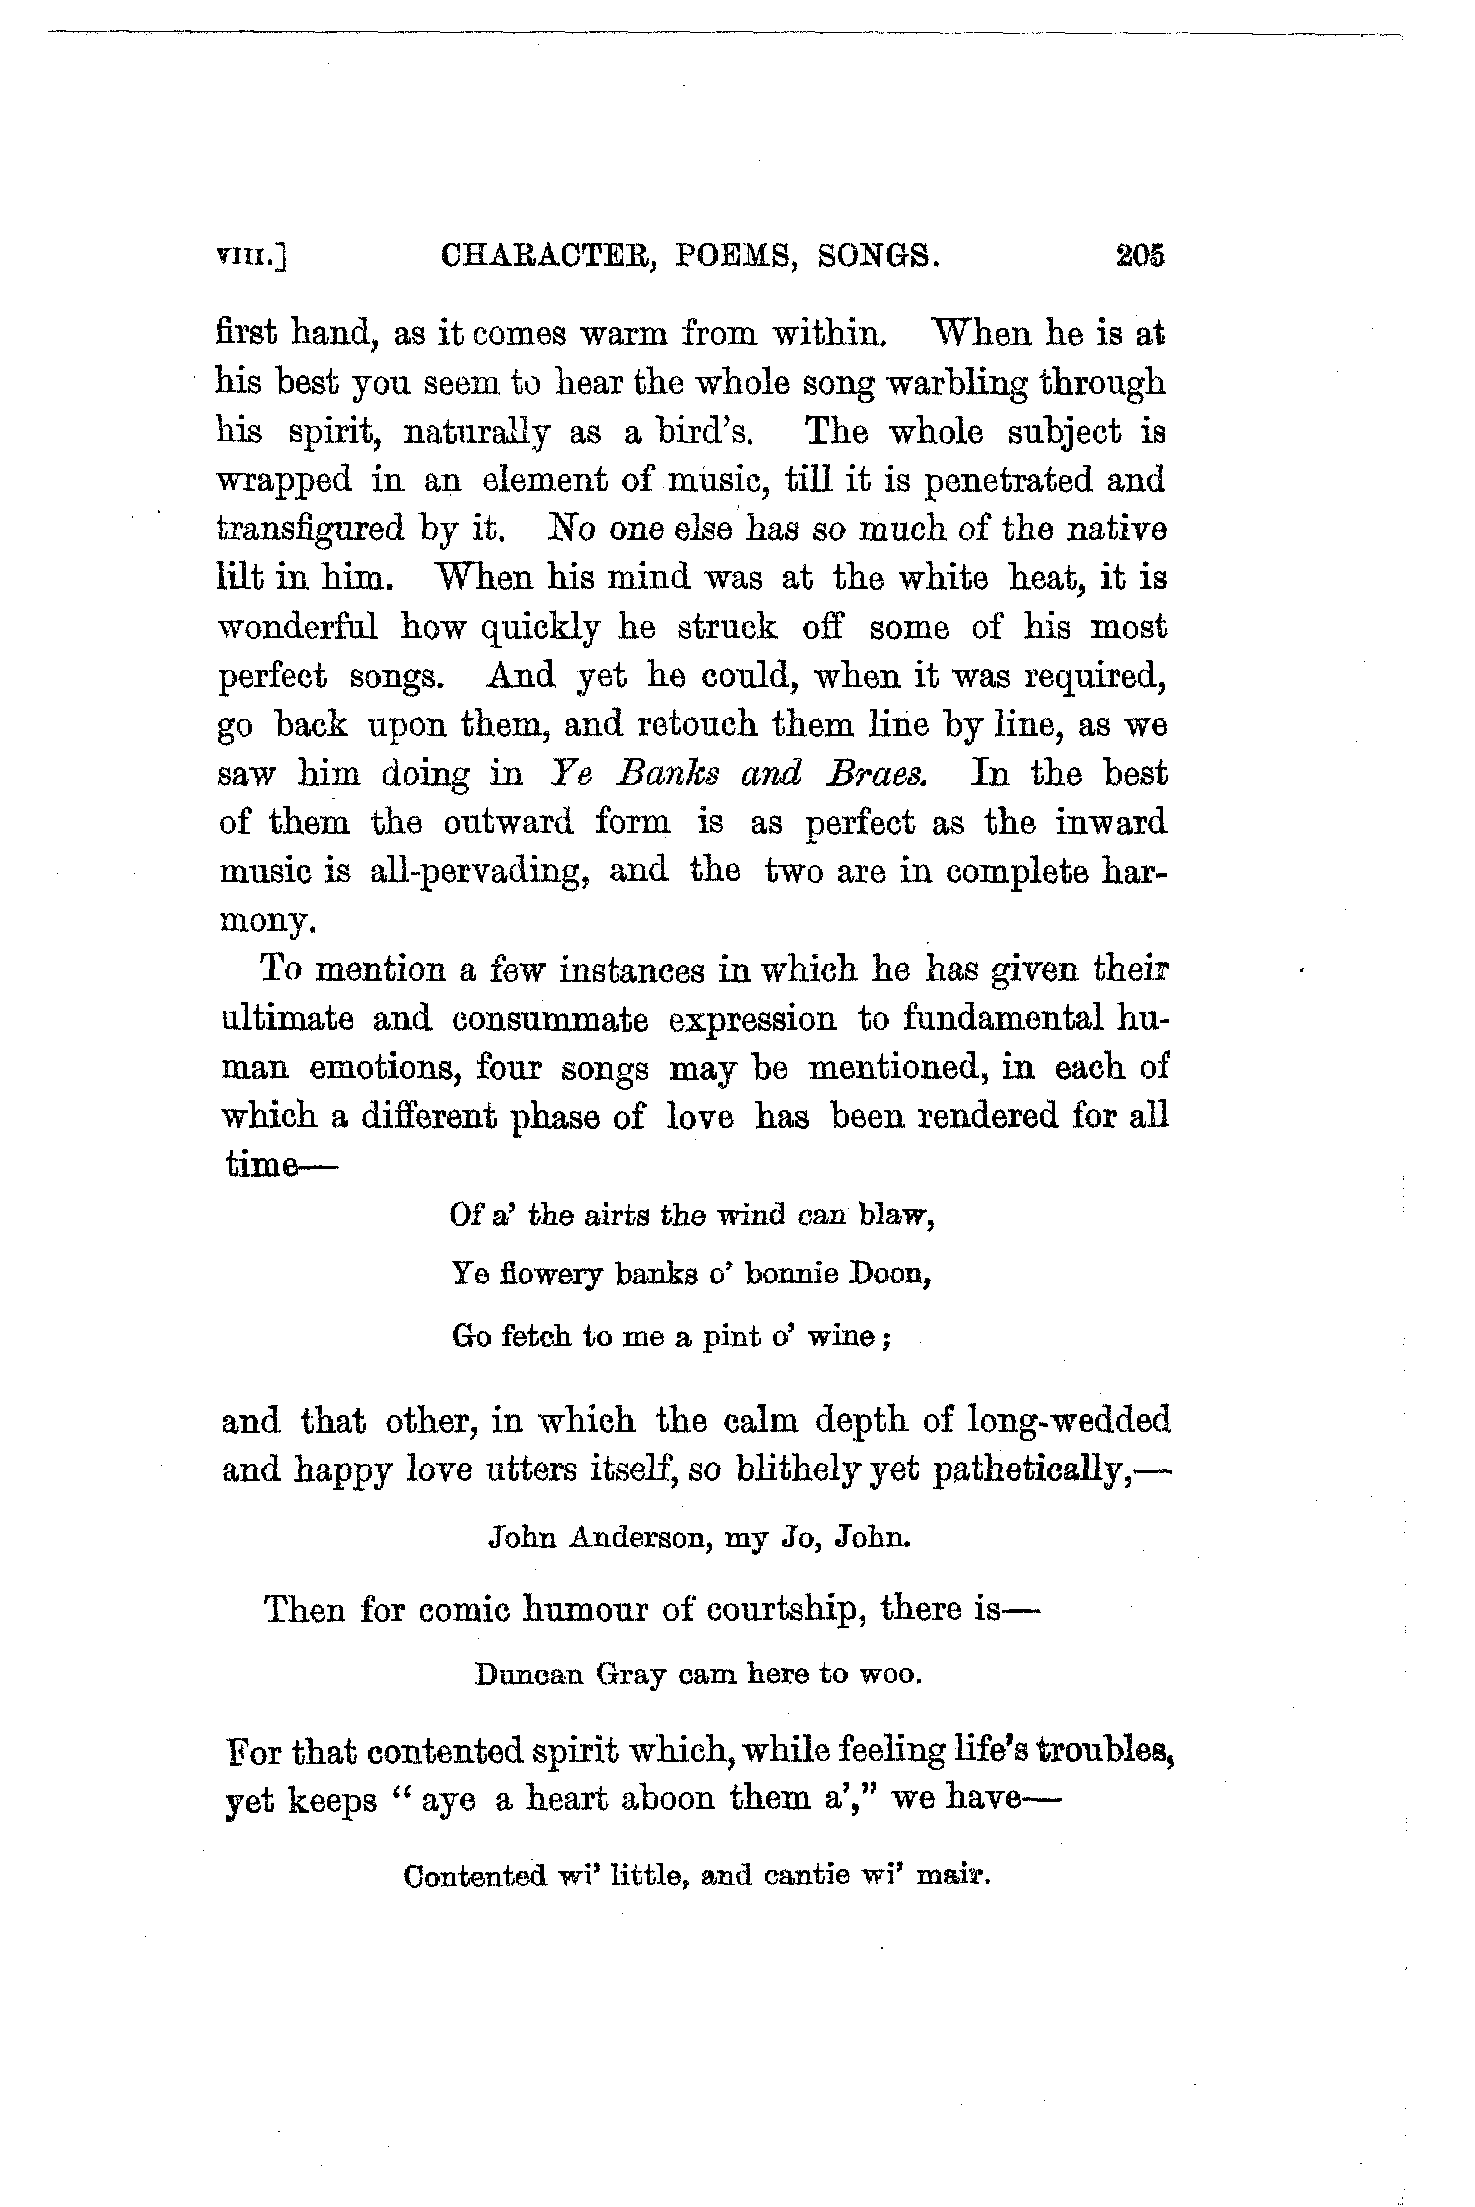 VIII.] CHARACTER, POEMS, SONGS. 205
first hand, as it comes warm from within. When he is at
his best you seem to hear the whole song warbling through
his spirit, naturally as a bird's. The whole subject is
wrapped in an element of music, till it is penetrated and
transfigured by it. No one else has so much of the native
lilt in him. When his mind was at the white heat, it is
wonderful how quickly he struck off some of his most
perfect songs. And yet he could, when it was required,
go back upon them, and retouch them line by line, as we
saw him doing in Ye Banks and Braes. In the best
of them the outward form is as perfect as the inward
music is all-pervading, and the two are in complete har-
mony.
To mention a few instances in which he has given their
ultimate and consummate expression to fundamental hu-
man emotions, four songs may be mentioned, in each of
which a different phase of love has been rendered for all
time—
Of a' the airts the wind can blaw,
Ye flowery banks o' bonnie Doon,
Go fetch to me a pint o' wine;
and that other, in which the calm depth of long-wedded
and happy love utters itself, so blithely yet pathetically,—
John Anderson, my Jo, John.
Then for comic humour of courtship, there is—
Duncan Gray cam here to woo.
For that contented spirit which, while feeling life's troubles,
yet keeps "aye a heart aboon them a'," we have—
Contented wi' little, and cantie wi' mair.